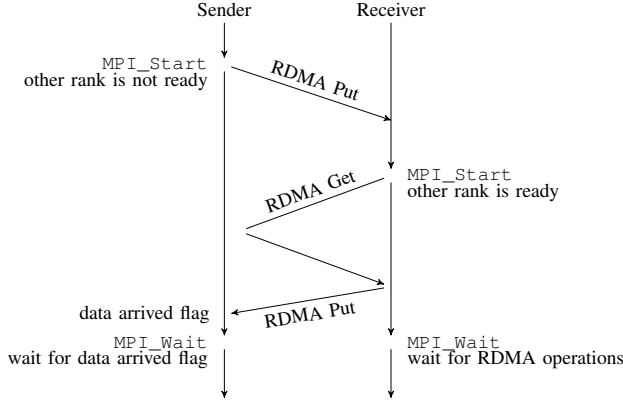 Sender
Receiver
MPI_Start
other rank is not ready
RDMA Put
MPI_Start
other rank is ready
RDMA Get
data arrived flag
RDMA Put
MPI_Wait
wait for data arrived flag
MPI_Wait
wait for RDMA operations